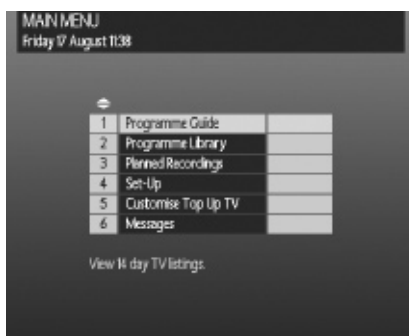 MAIN MENU
Friday 17 August 11:38
1 Programme Guide
2 Programme Library
3 Planned Recordings
4 Set-Up
5 Customise Top Up TV
6 Messages
View 14 day TV listings.